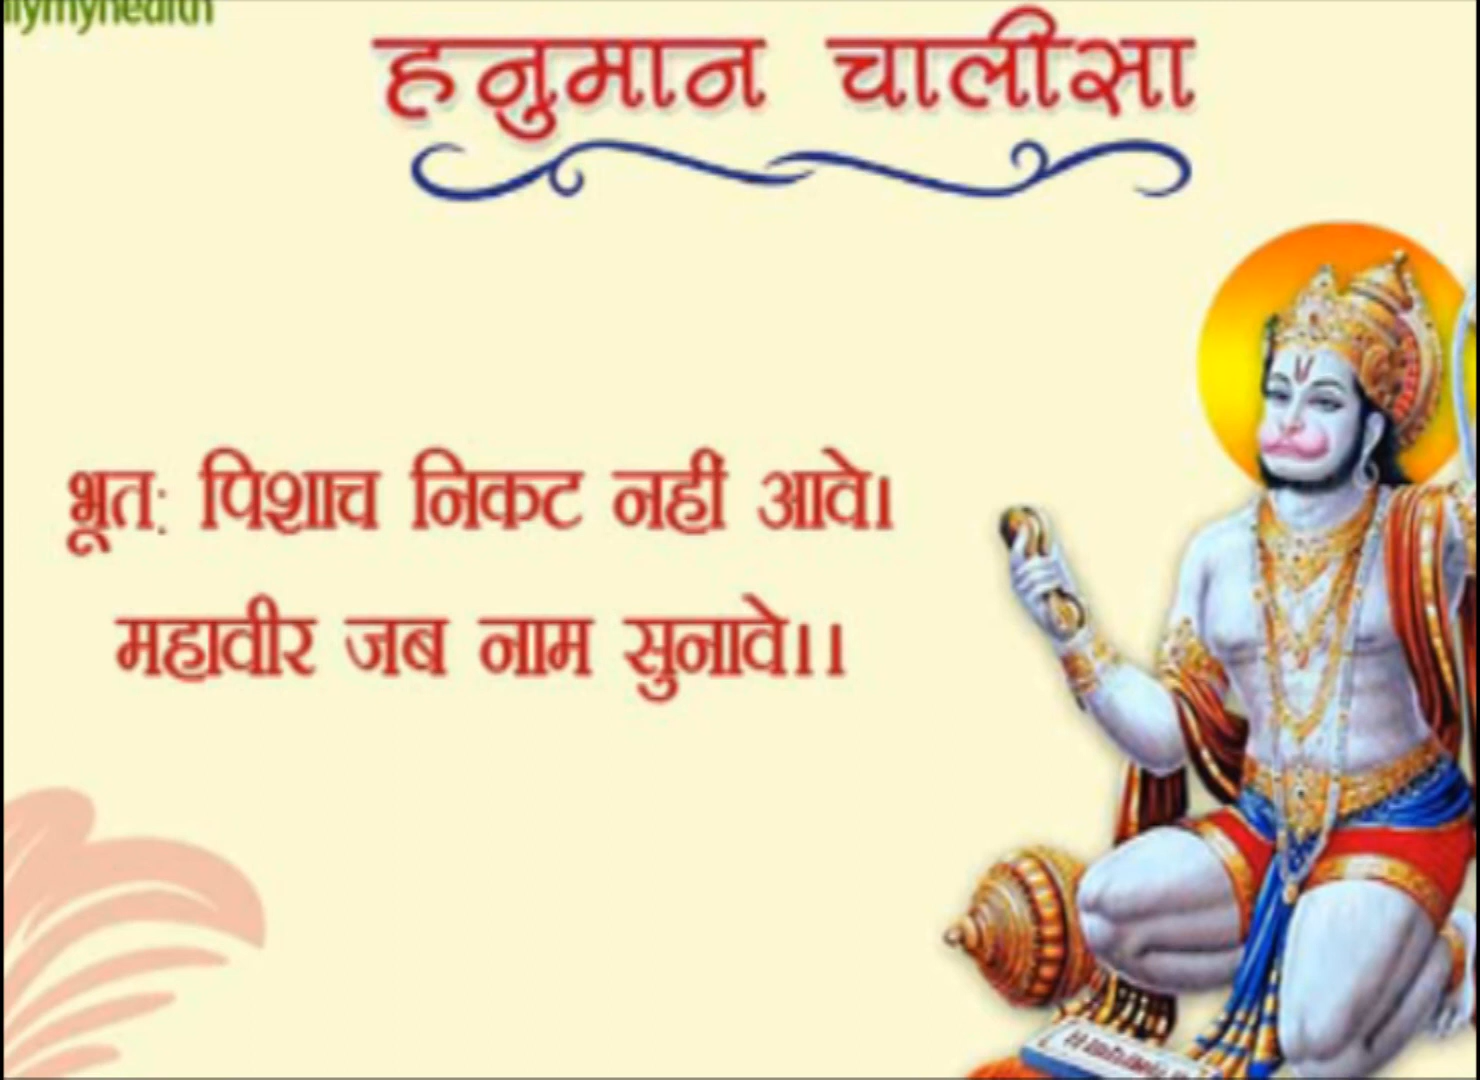 हनुमान चालीसा
भूत: पिशाच निकट नहीं आवे।
महावीर जब नाम सुनावे।।